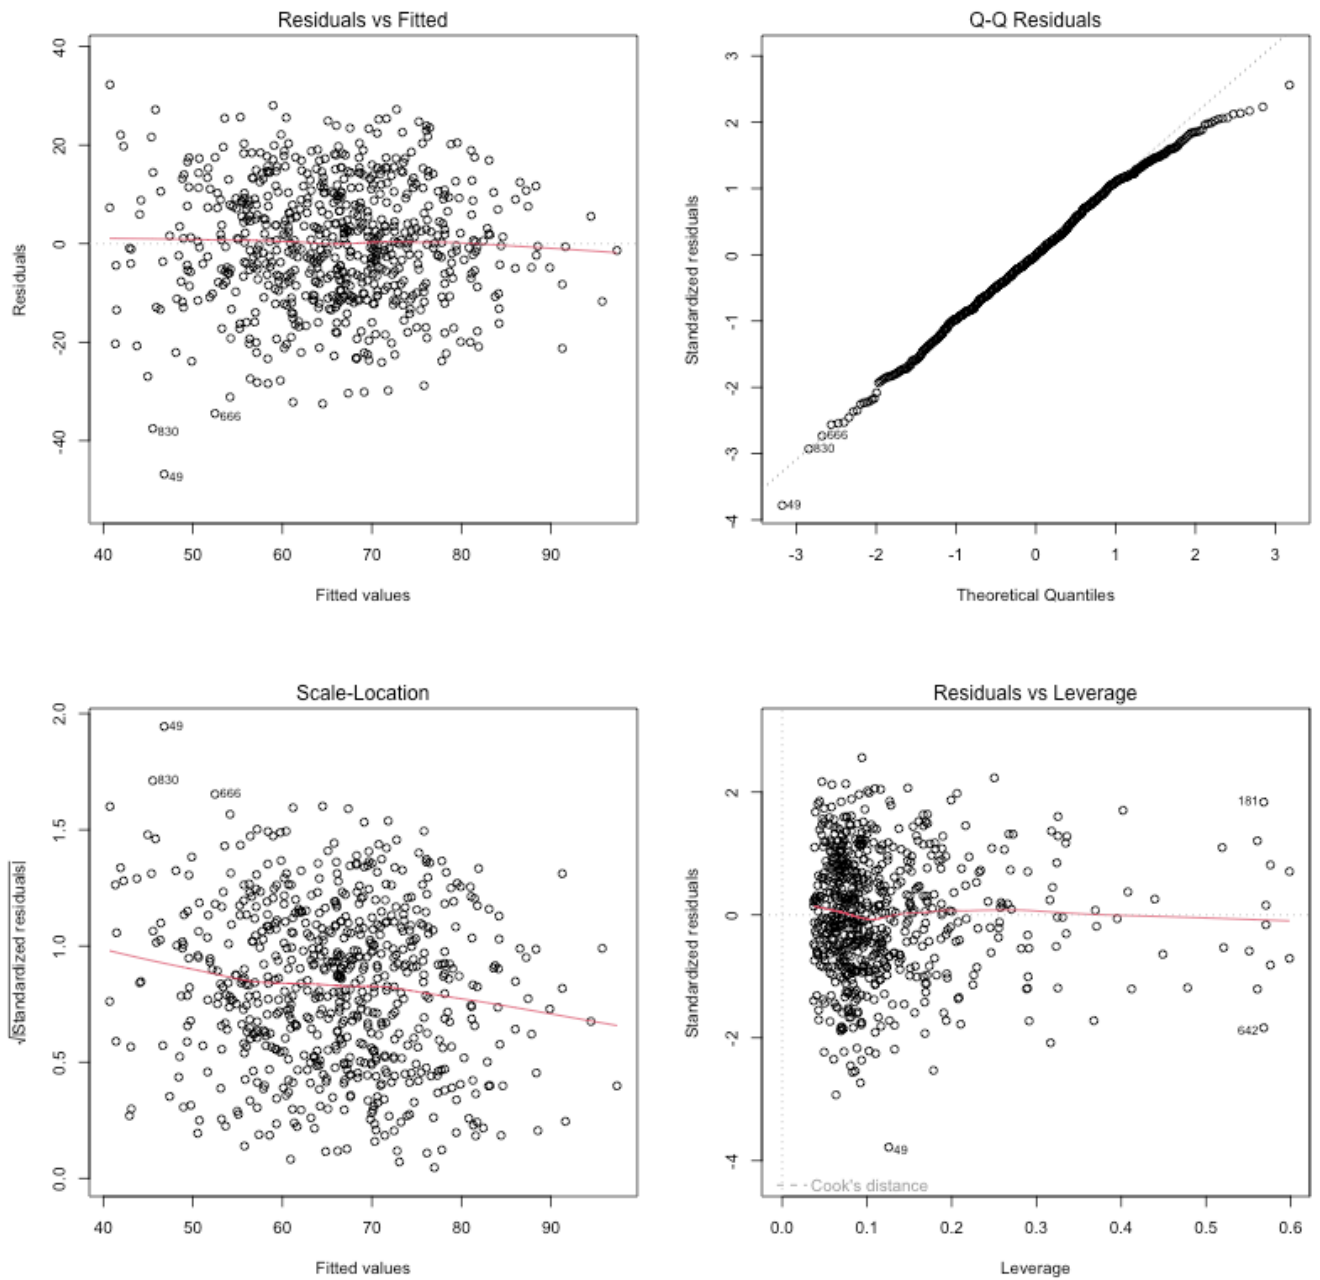 Residuals vs Fitted
40
20
0
-20
-40
Residuals
666
830
49
40 50 60 70 80 90
Fitted values
Q-Q Residuals
3
2
1
0
-1
-2
-3
-4
Standardized residuals
666
830
49
-3 -2 -1 0 1 2 3
Theoretical Quantiles
Scale-Location
2.0
1.5
1.0
0.5
0.0
√|Standardized residuals|
49
830
666
40 50 60 70 80 90
Fitted values
Residuals vs Leverage
2
0
-2
-4
Standardized residuals
181
642
49
Cook's distance
0.0 0.1 0.2 0.3 0.4 0.5 0.6
Leverage